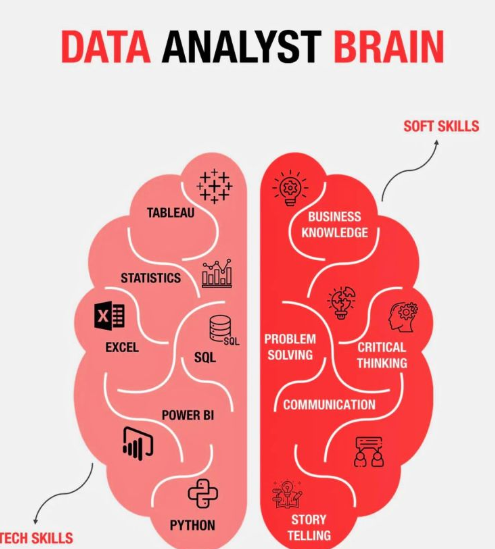 DATA ANALYST BRAIN
SOFT SKILLS
TABLEAU
BUSINESS
KNOWLEDGE
STATISTICS
X
EXCEL
SQL
SQL
PROBLEM
SOLVING
CRITICAL
THINKING
POWER BI
COMMUNICATION
PYTHON
STORY
TELLING
TECH SKILLS